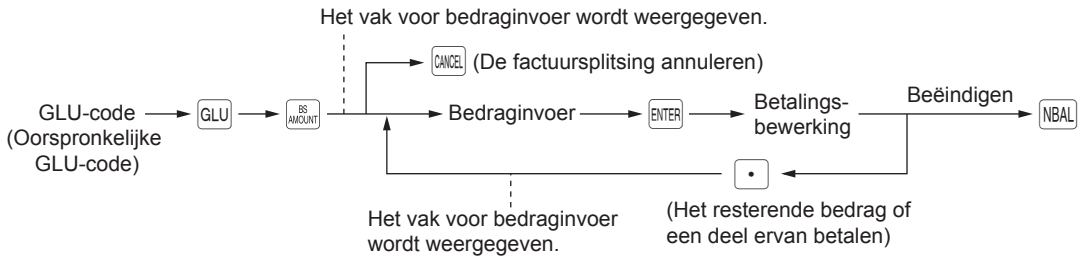 Het vak voor bedraginvoer wordt weergegeven.
CANCEL (De factuursplitsing annuleren)
GLU-code
(Oorspronkelijke
GLU-code)
GLU
BS
AMOUNT
Bedraginvoer
ENTER
Betalings-
bewerking
Beëindigen
NBAL
•
Het vak voor bedraginvoer
wordt weergegeven.
(Het resterende bedrag of
een deel ervan betalen)